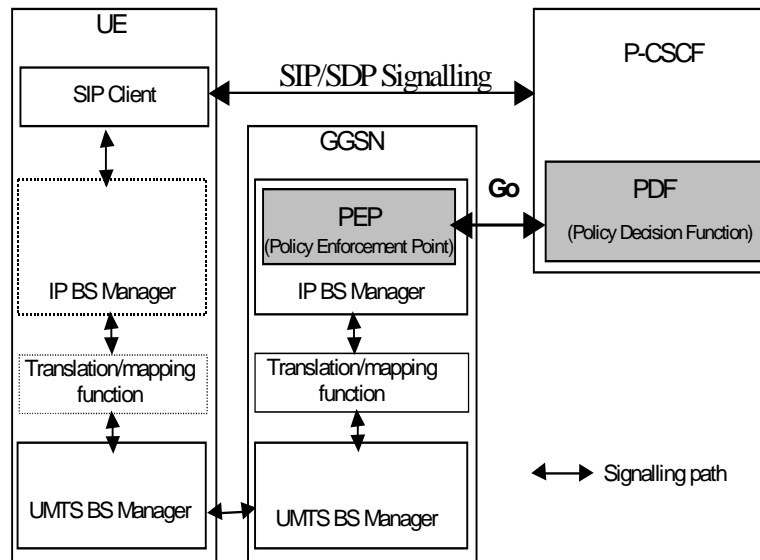 UE
SIP Client
IP BS Manager
Translation/mapping
function
UMTS BS Manager
SIP/SDP Signalling
GGSN
PEP
(Policy Enforcement Point)
IP BS Manager
Translation/mapping
function
UMTS BS Manager
Go
P-CSCF
PDF
(Policy Decision Function)
Signalling path